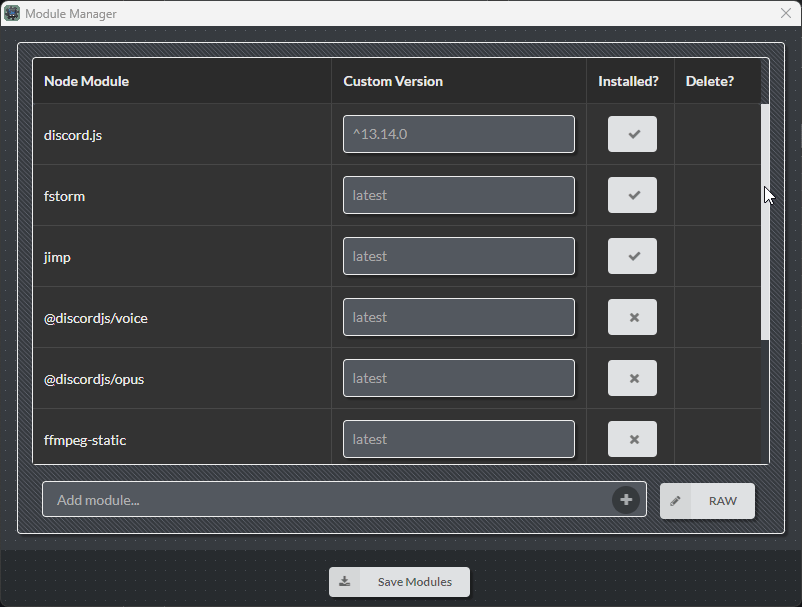 Module Manager
Node Module Custom Version Installed? Delete?
discord.js ^13.14.0
fstorm latest
jimp latest
@discordjs/voice latest
@discordjs/opus latest
ffmpeg-static latest
Add module... RAW
Save Modules